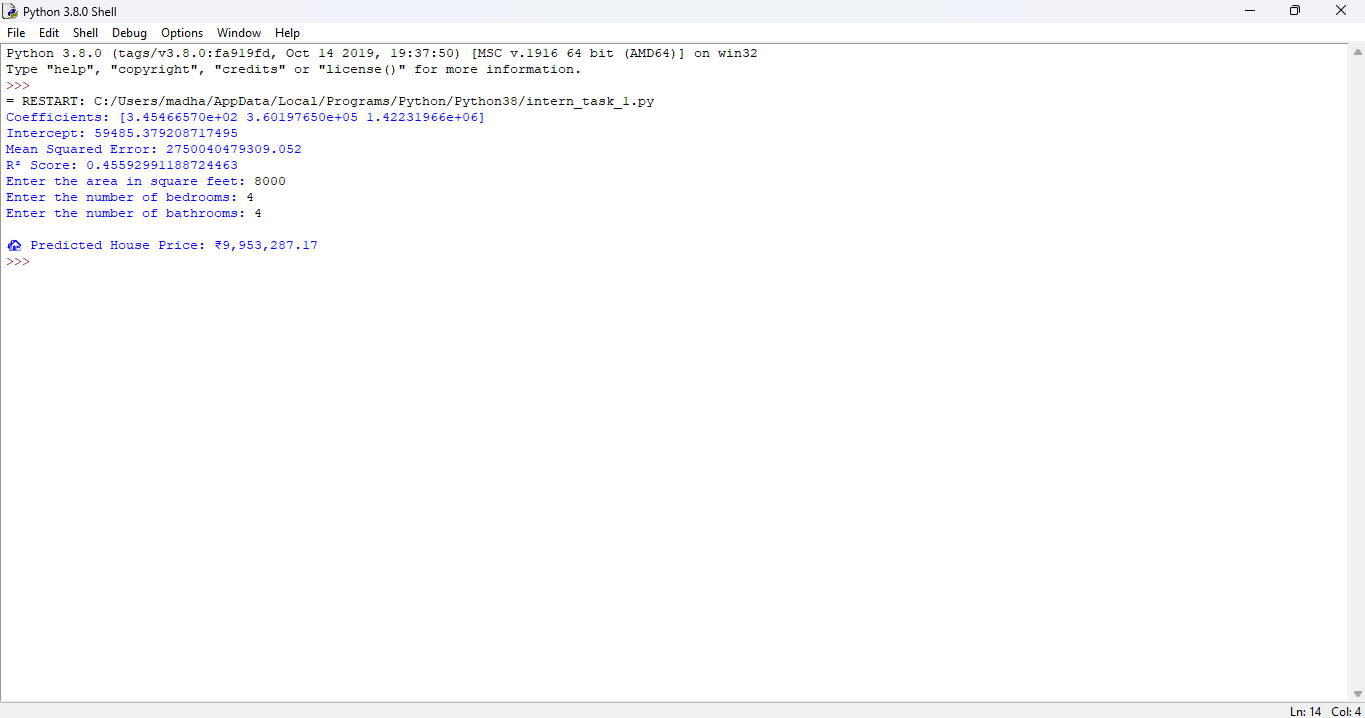 Python 3.8.0 Shell
File Edit Shell Debug Options Window Help
Python 3.8.0 (tags/v3.8.0:fa919fd, Oct 14 2019, 19:37:50) [MSC v.1916 64 bit (AMD64)] on win32
Type "help", "copyright", "credits" or "license()" for more information.
>>>
= RESTART: C:/Users/madha/AppData/Local/Programs/Python/Python38/intern_task_1.py
Coefficients: [3.45466570e+02 3.60197650e+05 1.42231966e+06]
Intercept: 59485.379208717495
Mean Squared Error: 2750040479309.052
R² Score: 0.45592991188724463
Enter the area in square feet: 8000
Enter the number of bedrooms: 4
Enter the number of bathrooms: 4
🏠 Predicted House Price: ₹9,953,287.17
>>>
Ln: 14 Col: 4